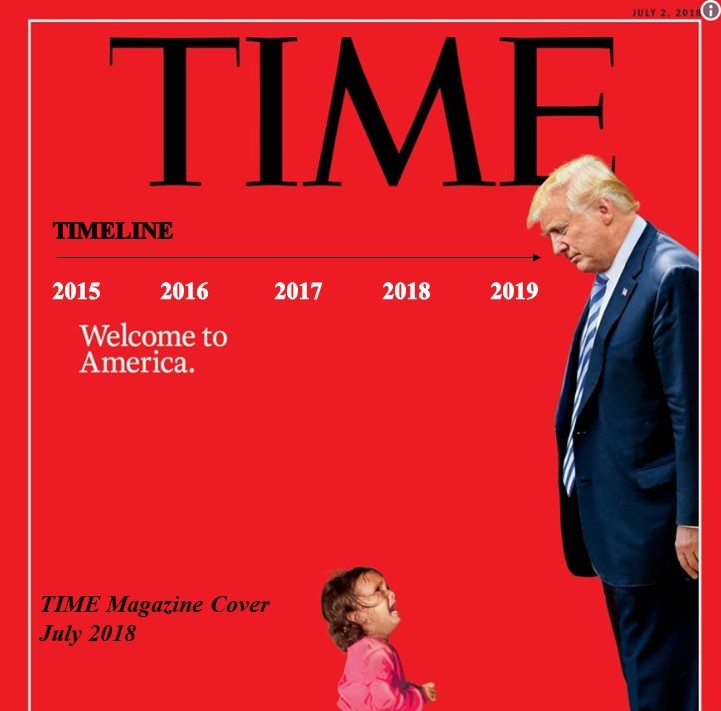 JULY 2, 2018
TIME
TIMELINE
2015 2016 2017 2018 2019
Welcome to
America.
TIME Magazine Cover
July 2018